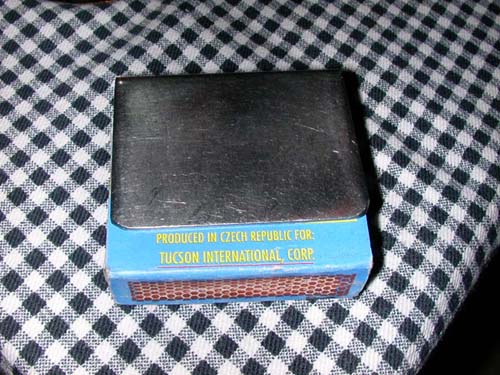 PRODUCED IN CZECH REPUBLIC FOR:
TUCSON INTERNATIONAL, CORP.